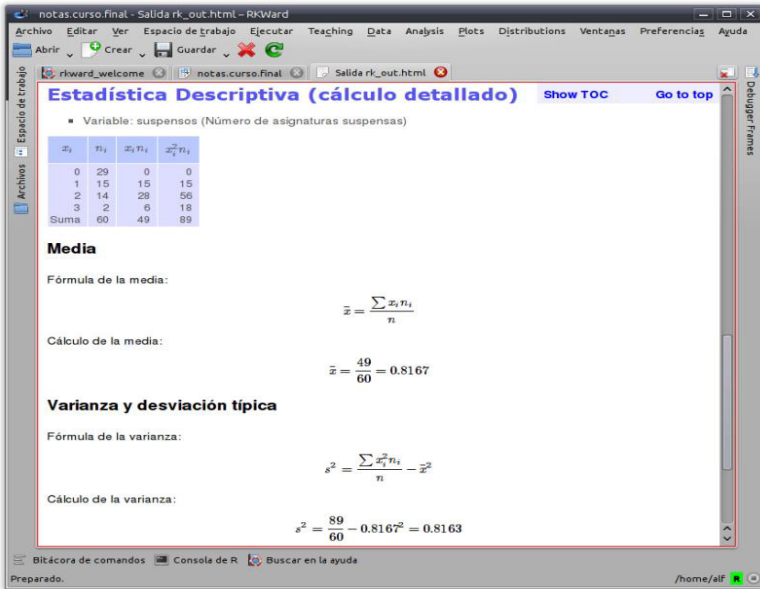 notas.curso.final - Salida rk_out.html – RKWard
Archivo Editar Ver Espacio de trabajo Ejecutar Teaching Data Analysis Plots Distributions Ventanas Preferencias Ayuda
Abrir Crear Guardar
rkward_welcome notas.curso.final Salida rk_out.html
Espacio de trabajo
Archivos
Debugger Frames
Estadística Descriptiva (cálculo detallado) Show TOC Go to top
Variable: suspensos (Número de asignaturas suspensas)
xᵢ nᵢ xᵢnᵢ xᵢ²nᵢ
0 29 0 0
1 15 15 15
2 14 28 56
3 2 6 18
Suma 60 49 89
Media
Fórmula de la media:
x̄ = ∑ xᵢnᵢ / n
Cálculo de la media:
x̄ = 49/60 = 0.8167
Varianza y desviación típica
Fórmula de la varianza:
s² = ∑ xᵢ²nᵢ / n − x̄²
Cálculo de la varianza:
s² = 89/60 − 0.8167² = 0.8163
Bitácora de comandos Consola de R Buscar en la ayuda
Preparado. /home/alf R